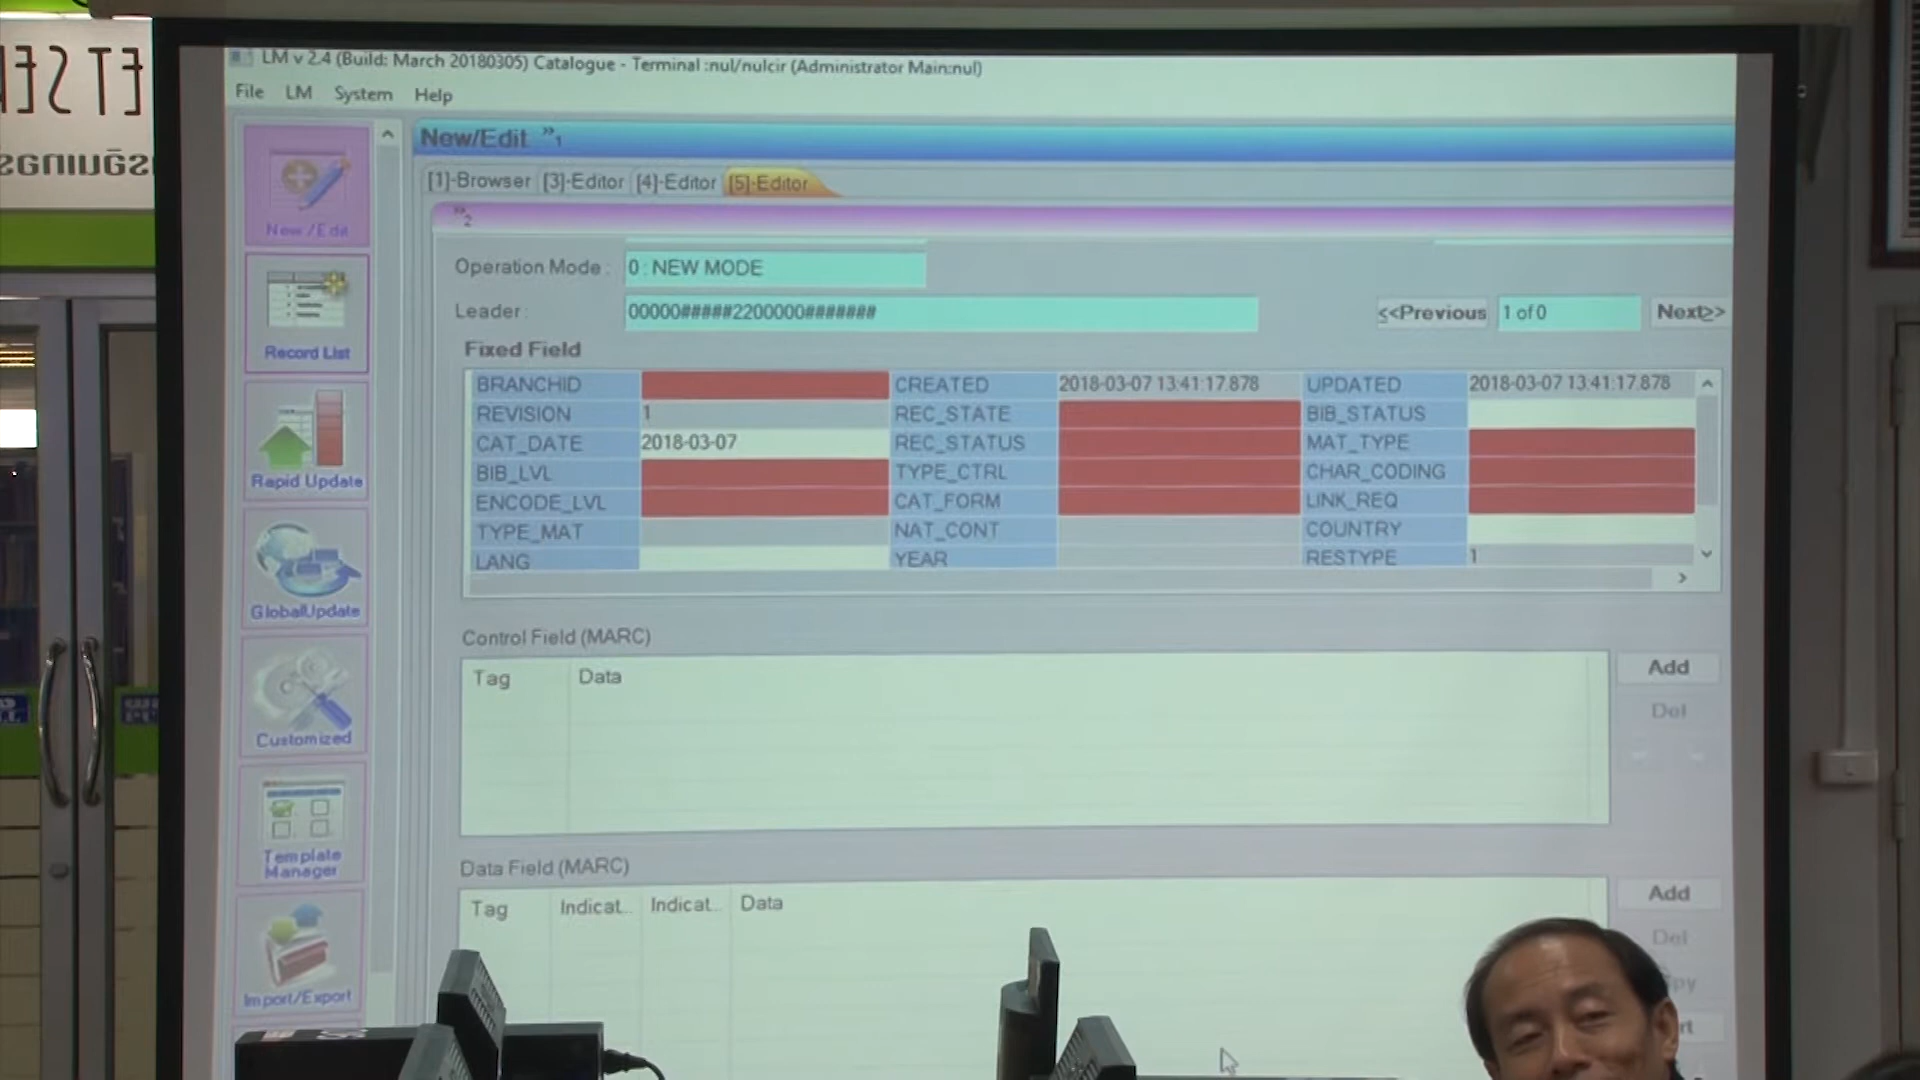 LM v 2.4 (Build: March 20180305) Catalogue - Terminal :nul/nulcir (Administrator Main:nul)
File LM System Help
New/Edit »1
[1]-Browser [3]-Editor [4]-Editor [5]-Editor
»2
New /Edit
Operation Mode : 0 : NEW MODE
Leader : 00000#####2200000####### <<Previous 1 of 0 Next>>
Record List
Fixed Field
BRANCHID CREATED 2018-03-07 13:41:17.878 UPDATED 2018-03-07 13:41:17.878
REVISION 1 REC_STATE BIB_STATUS
CAT_DATE 2018-03-07 REC_STATUS MAT_TYPE
BIB_LVL TYPE_CTRL CHAR_CODING
ENCODE_LVL CAT_FORM LINK_REQ
TYPE_MAT NAT_CONT COUNTRY
LANG YEAR RESTYPE 1
Rapid Update
GlobalUpdate
Control Field (MARC)
Tag Data Add
Del
Customized
Template
Manager
Data Field (MARC)
Tag Indicat.. Indicat.. Data Add
Del
Import/Export